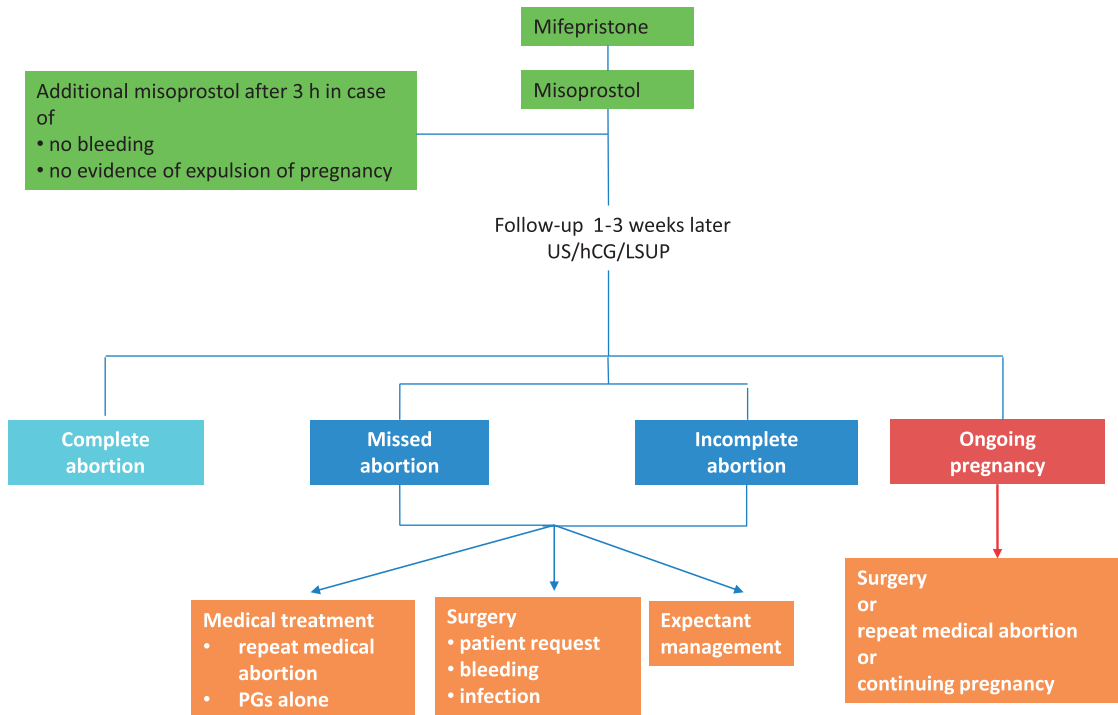 Mifepristone
Misoprostol
Additional misoprostol after 3 h in case
of
• no bleeding
• no evidence of expulsion of pregnancy
Follow-up 1-3 weeks later
US/hCG/LSUP
Complete
abortion
Missed
abortion
Incomplete
abortion
Ongoing
pregnancy
Medical treatment
• repeat medical
abortion
• PGs alone
Surgery
• patient request
• bleeding
• infection
Expectant
management
Surgery
or
repeat medical abortion
or
continuing pregnancy